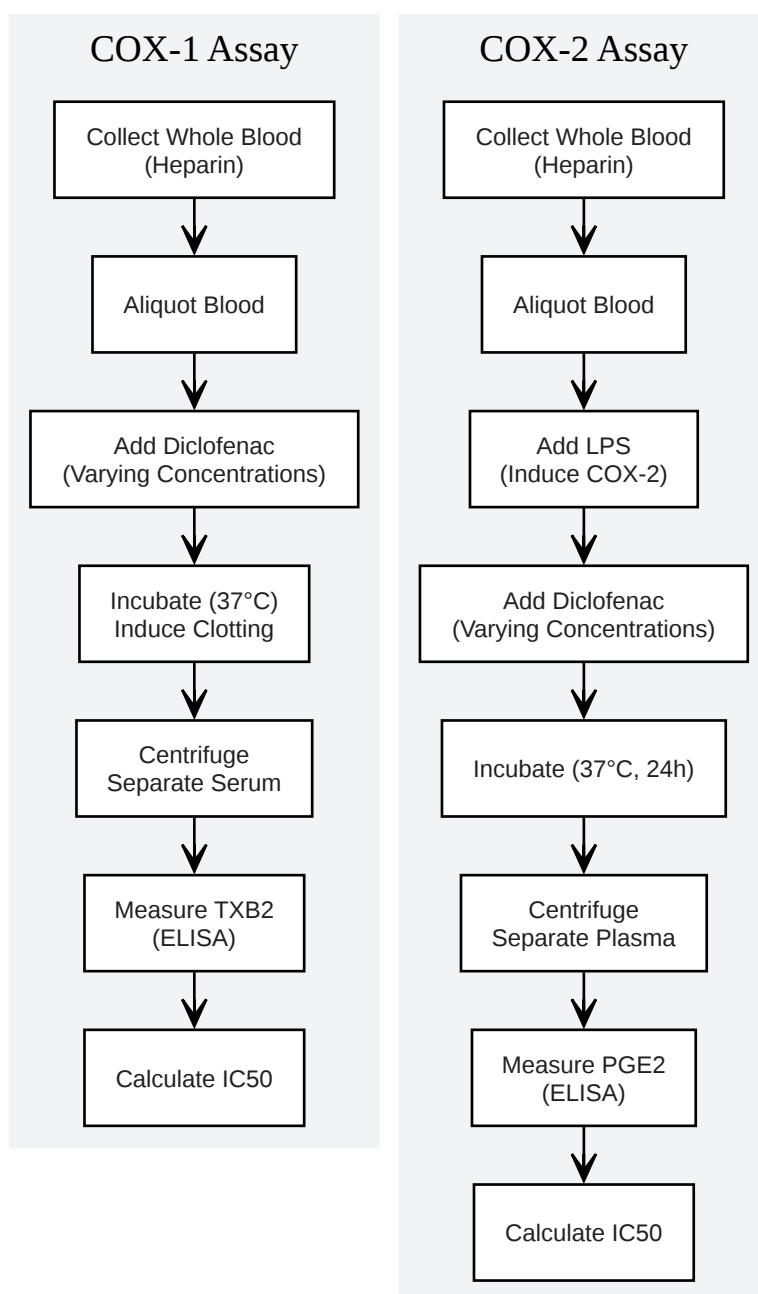 COX-1 Assay
Collect Whole Blood
(Heparin)
Aliquot Blood
Add Diclofenac
(Varying Concentrations)
Incubate (37°C)
Induce Clotting
Centrifuge
Separate Serum
Measure TXB2
(ELISA)
Calculate IC50
COX-2 Assay
Collect Whole Blood
(Heparin)
Aliquot Blood
Add LPS
(Induce COX-2)
Add Diclofenac
(Varying Concentrations)
Incubate (37°C, 24h)
Centrifuge
Separate Plasma
Measure PGE2
(ELISA)
Calculate IC50